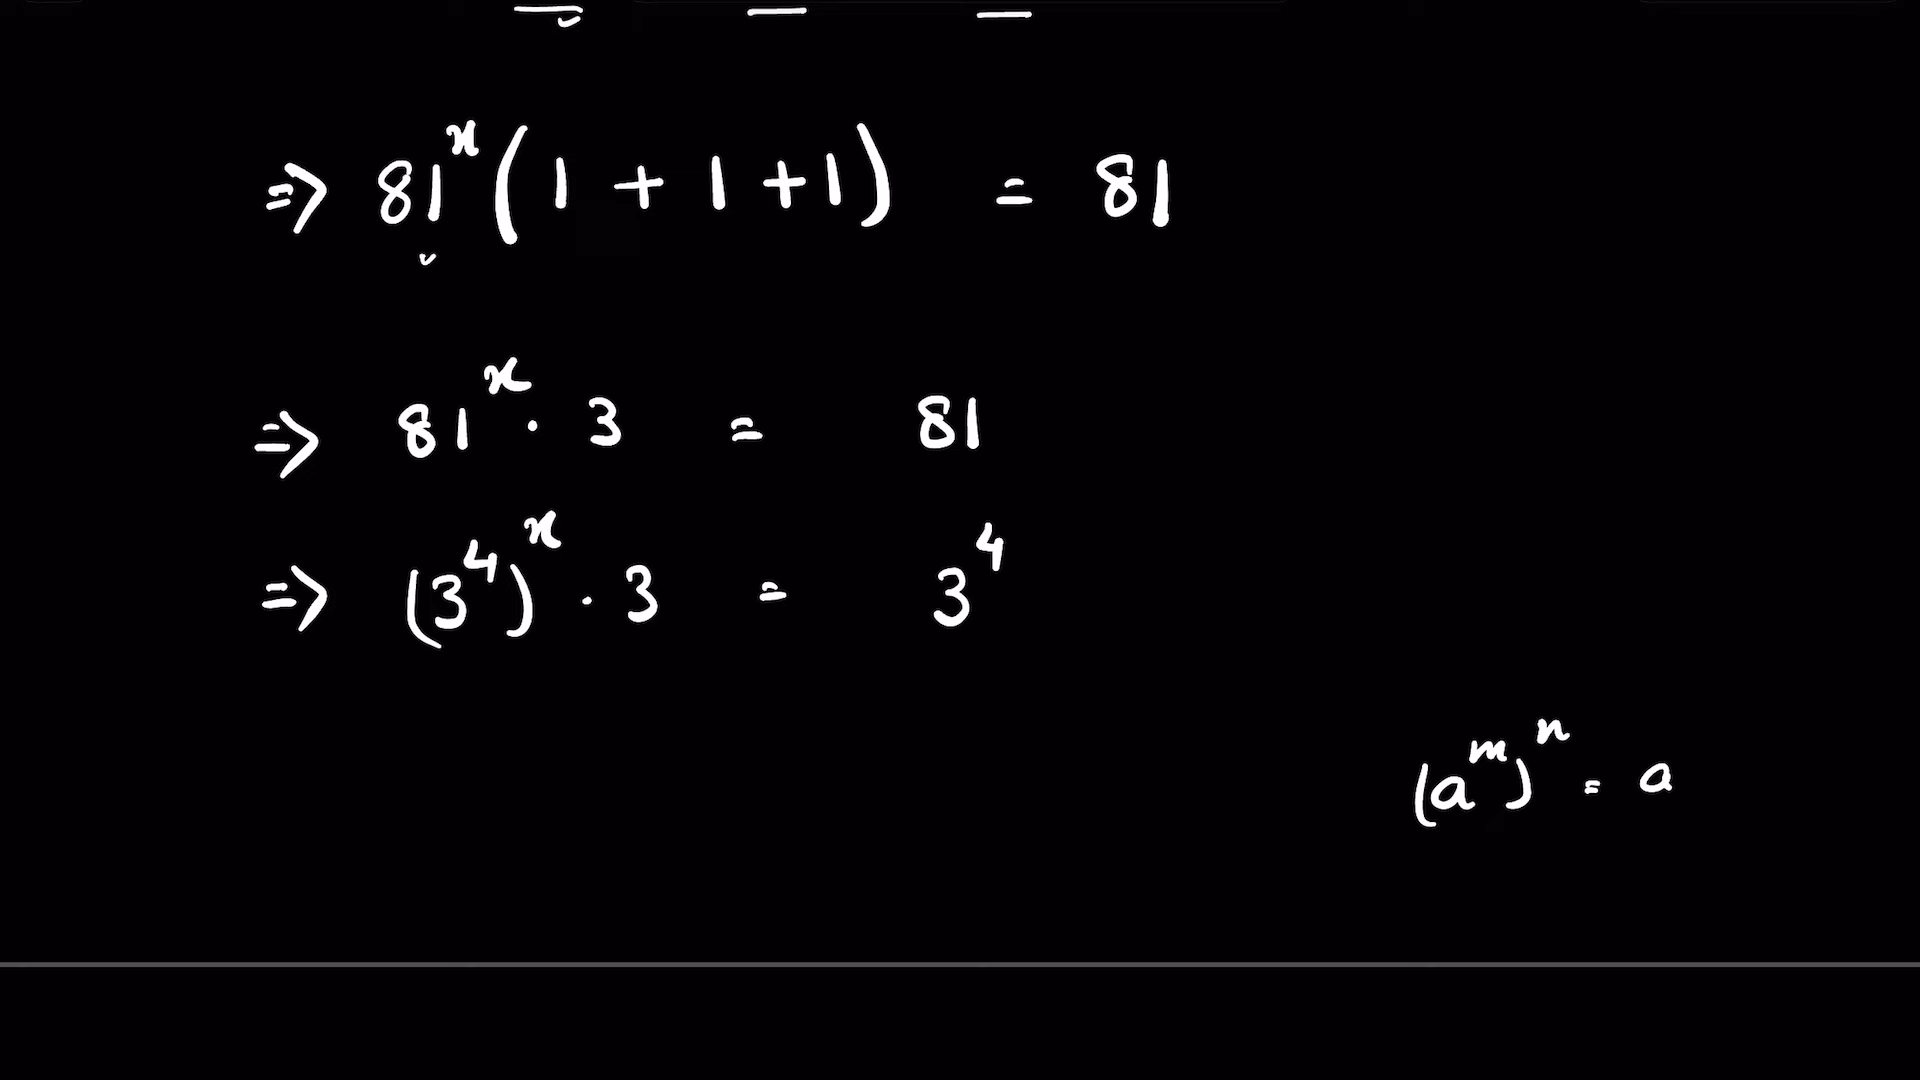 ⇒ 81^x (1 + 1 + 1) = 81
⇒ 81^x · 3 = 81
⇒ (3^4)^x · 3 = 3^4
(a^m)^n = a